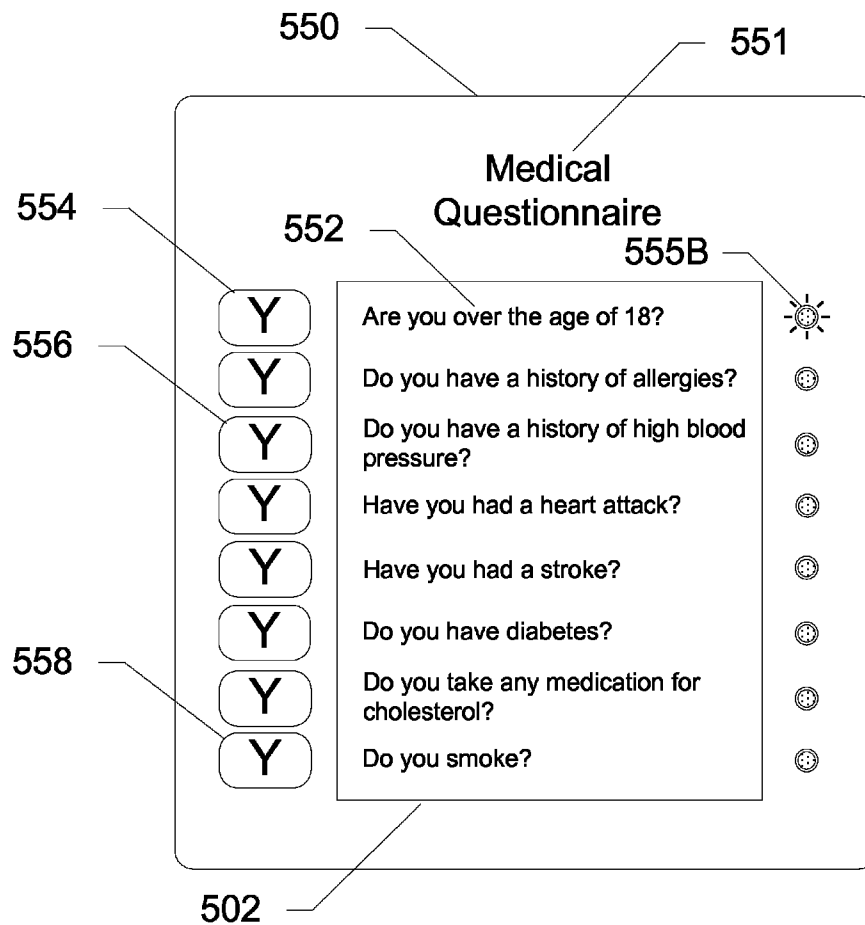 550
551
Medical
Questionnaire
554
552
555B
Y Are you over the age of 18?
556
Y Do you have a history of allergies?
Y Do you have a history of high blood
pressure?
Y Have you had a heart attack?
Y Have you had a stroke?
Y Do you have diabetes?
558
Y Do you take any medication for
cholesterol?
Y Do you smoke?
502